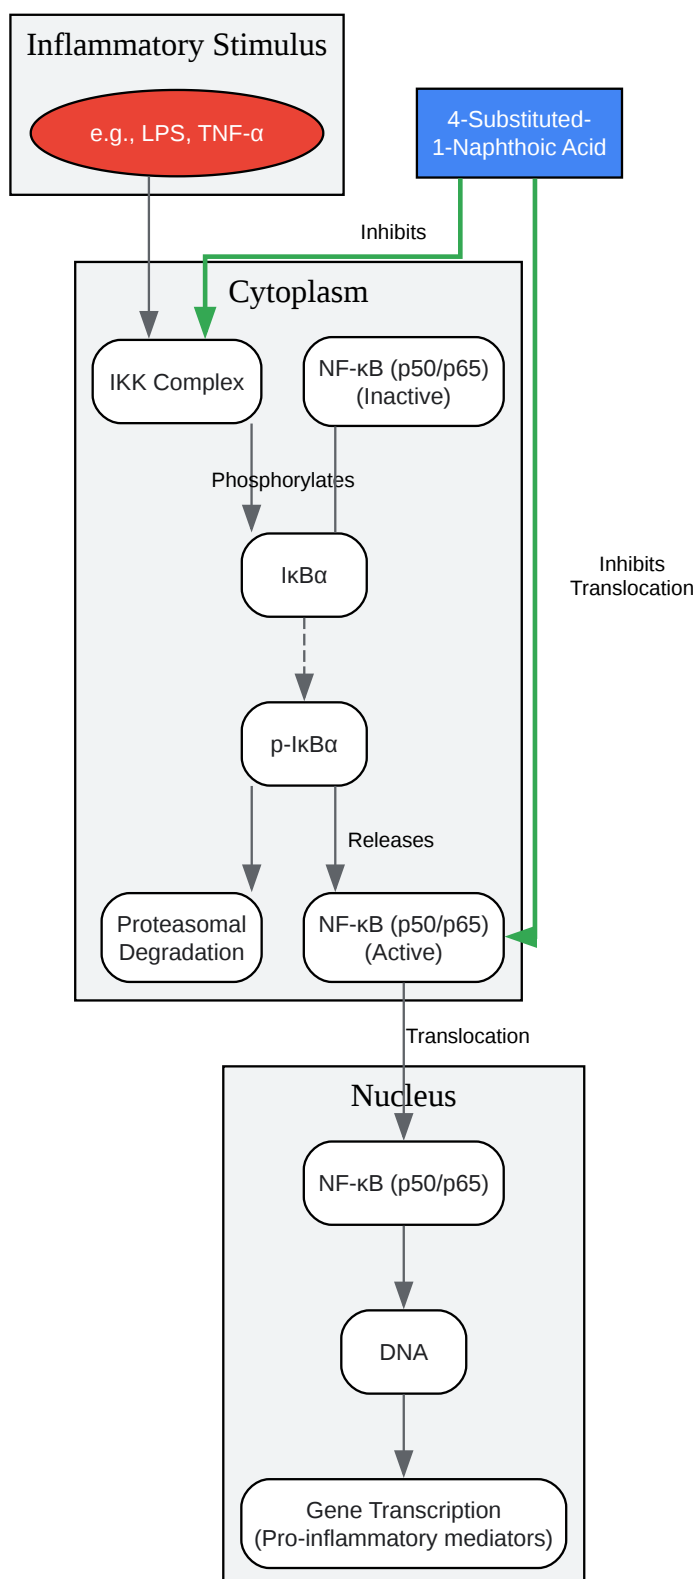 Inflammatory Stimulus
e.g., LPS, TNF-α
4-Substituted-
1-Naphthoic Acid
Inhibits
Cytoplasm
IKK Complex
NF-κB (p50/p65)
(Inactive)
Phosphorylates
IκBα
Inhibits
Translocation
p-IκBα
Releases
Proteasomal
Degradation
NF-κB (p50/p65)
(Active)
Translocation
Nucleus
NF-κB (p50/p65)
DNA
Gene Transcription
(Pro-inflammatory mediators)